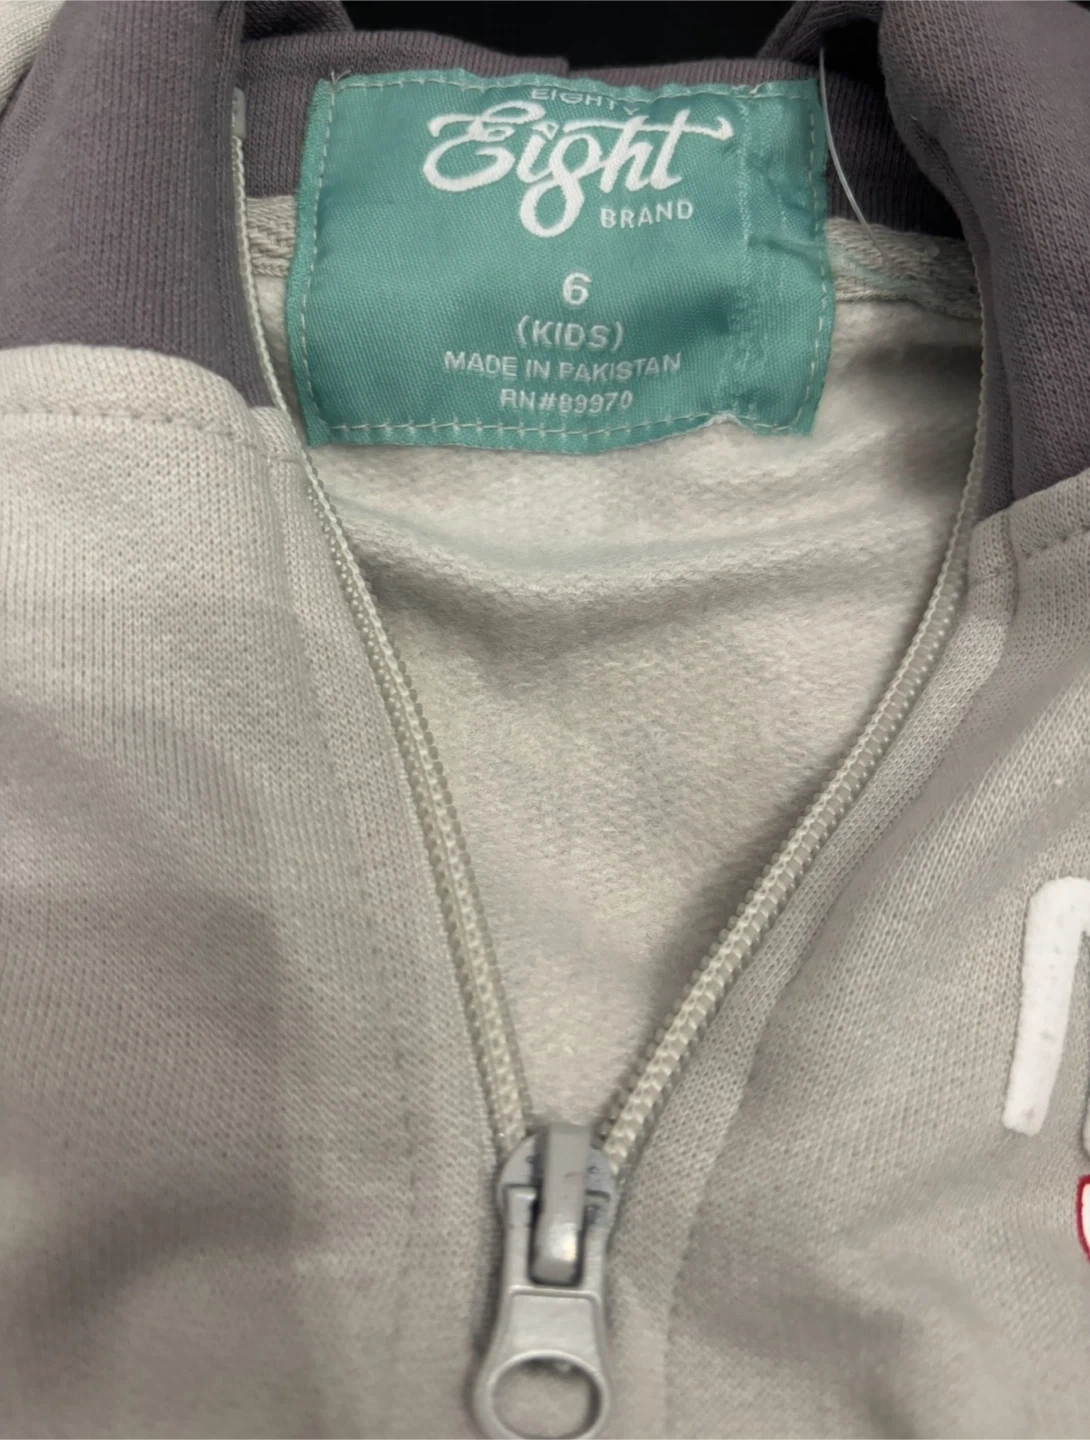 EIGHTY
Eight
BRAND
6
(KIDS)
MADE IN PAKISTAN
RN#89970